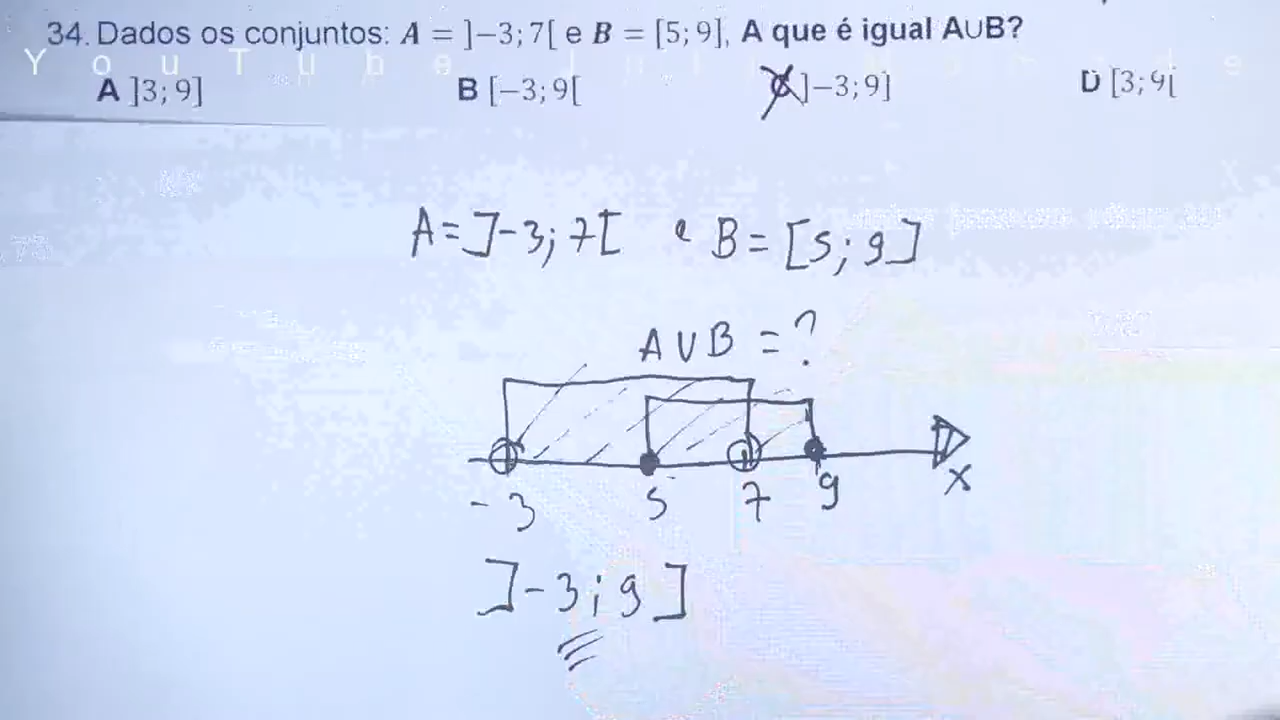 34. Dados os conjuntos: A = ]−3; 7[ e B = [5; 9], A que é igual A∪B?
A ]3; 9] B [−3; 9[ ]−3; 9] D [3; 9[
A = ]-3; 7[ e B = [5; 9]
A ∪ B = ?
-3 5 7 9 x
]-3; 9]